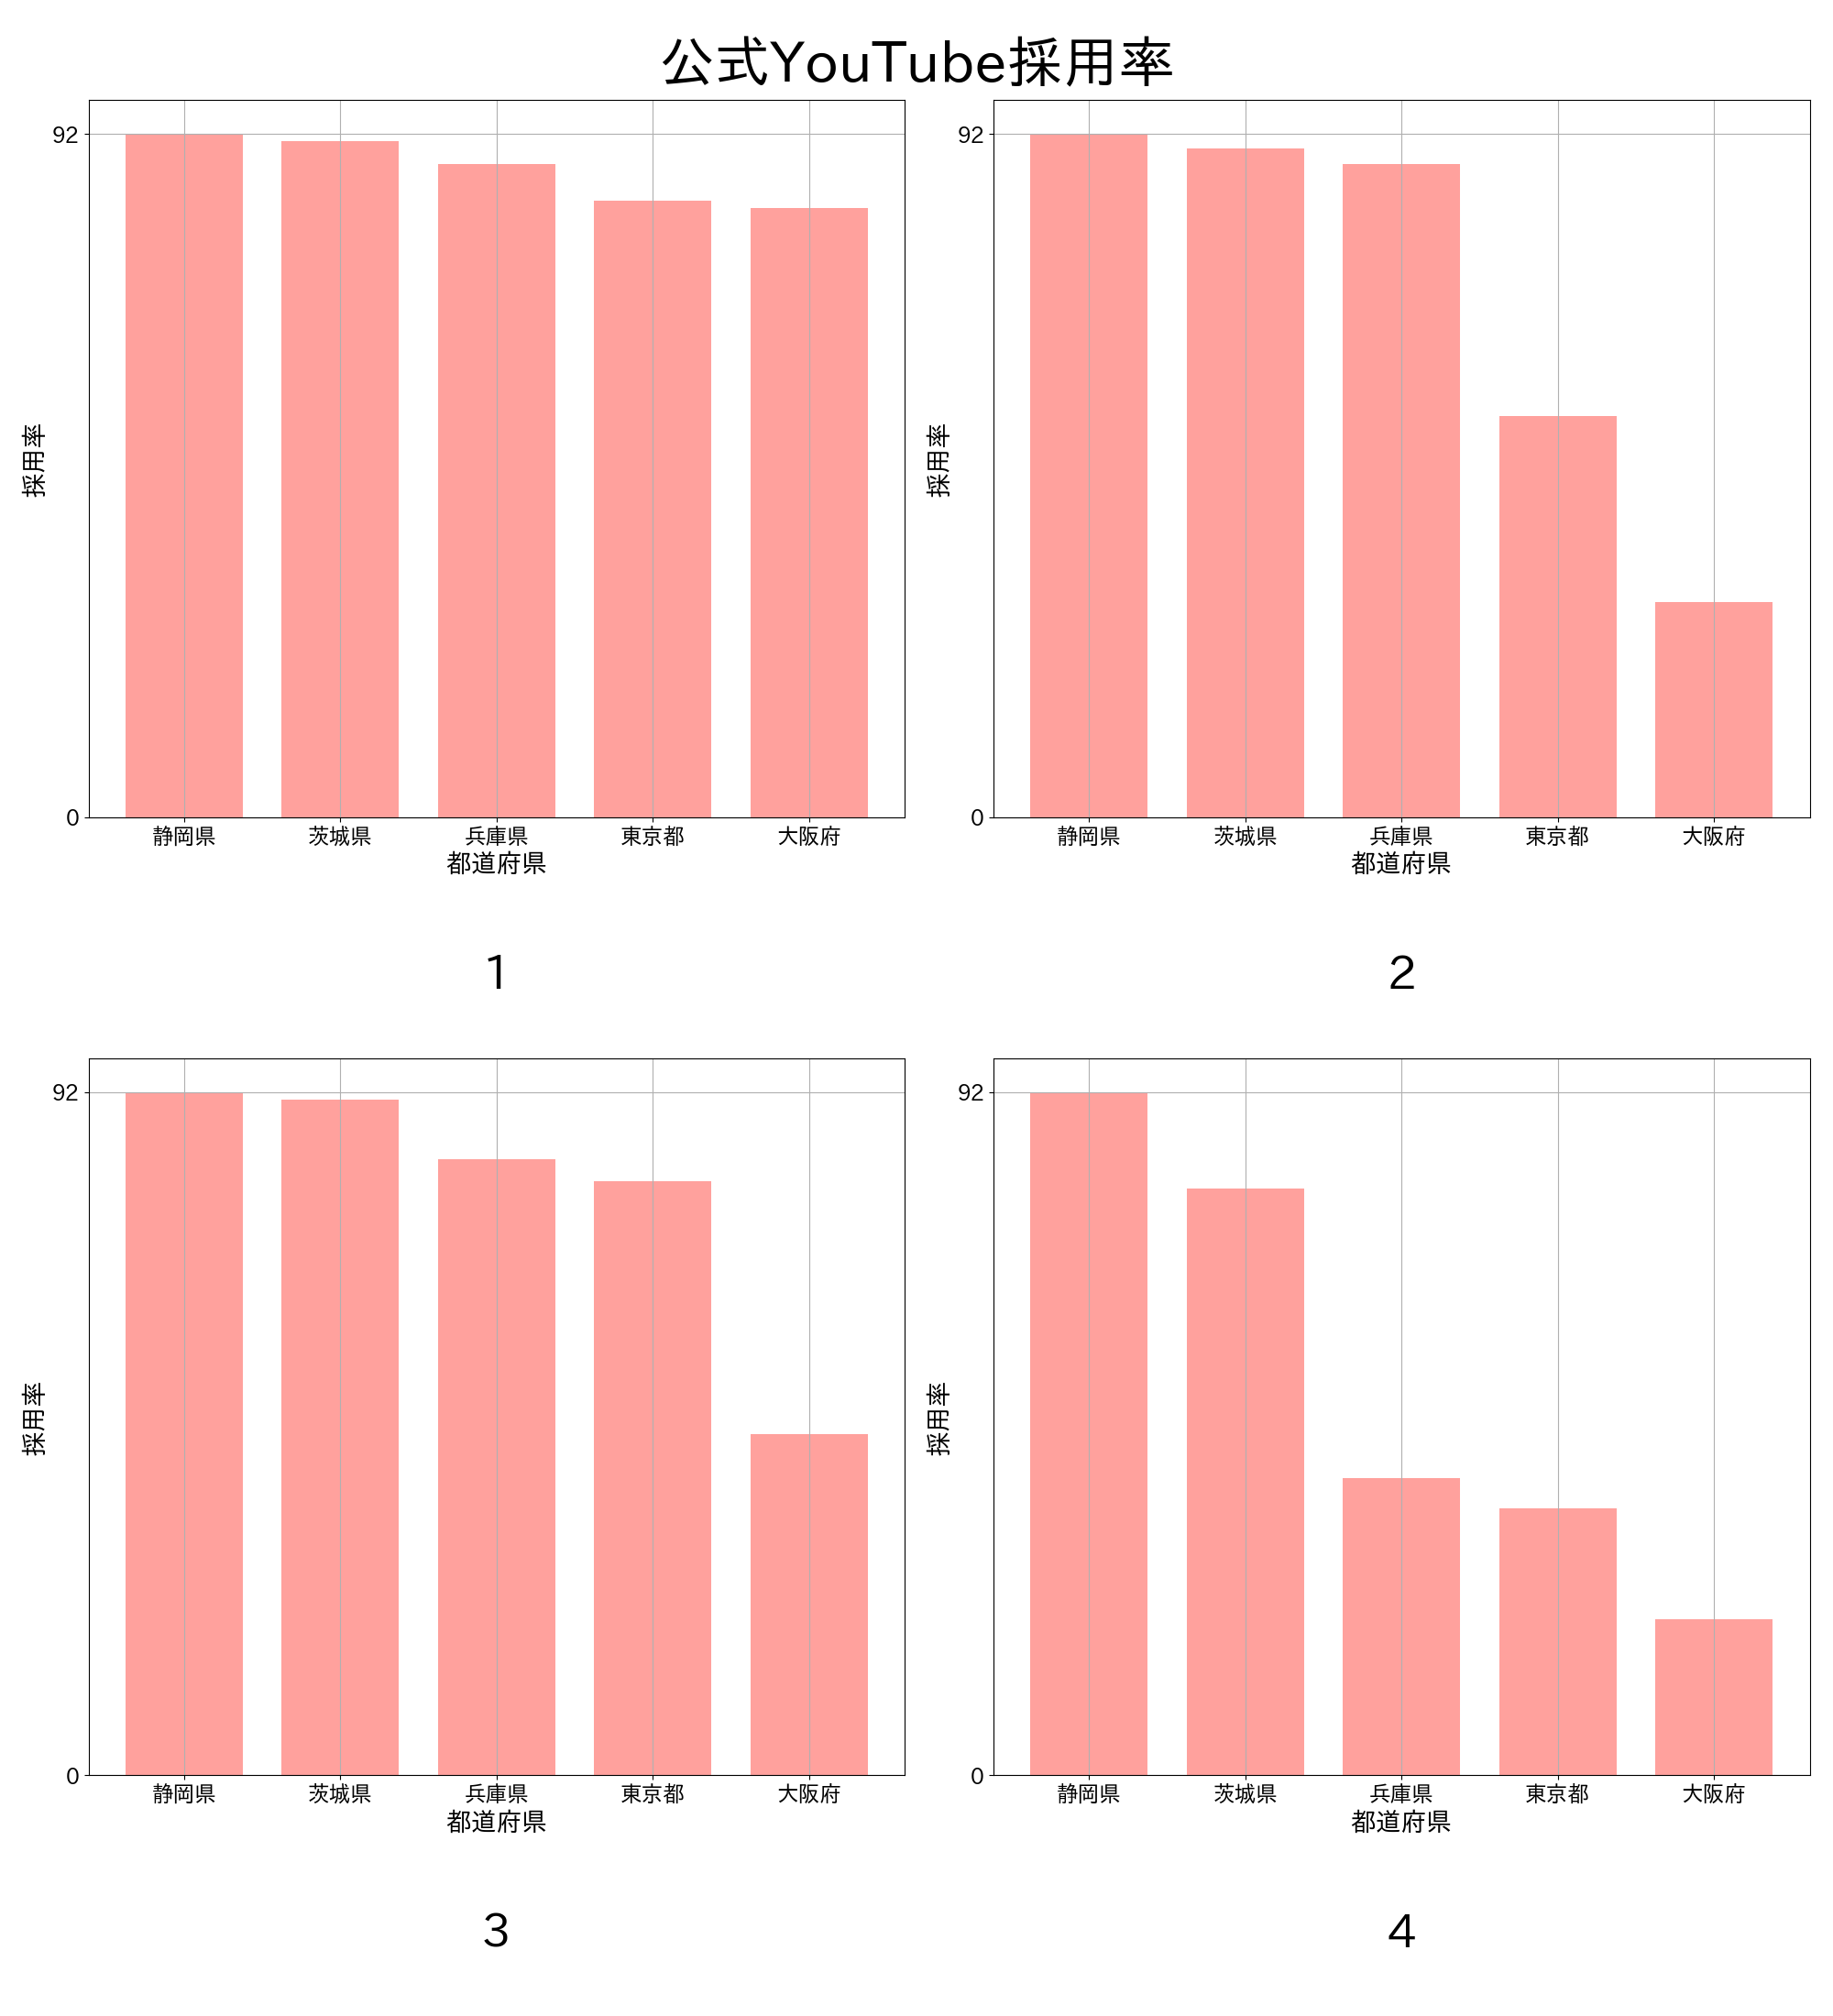 公式YouTube採用率
92
0
採用率
静岡県 茨城県 兵庫県 東京都 大阪府
都道府県
1
92
0
採用率
静岡県 茨城県 兵庫県 東京都 大阪府
都道府県
2
92
0
採用率
静岡県 茨城県 兵庫県 東京都 大阪府
都道府県
3
92
0
採用率
静岡県 茨城県 兵庫県 東京都 大阪府
都道府県
4